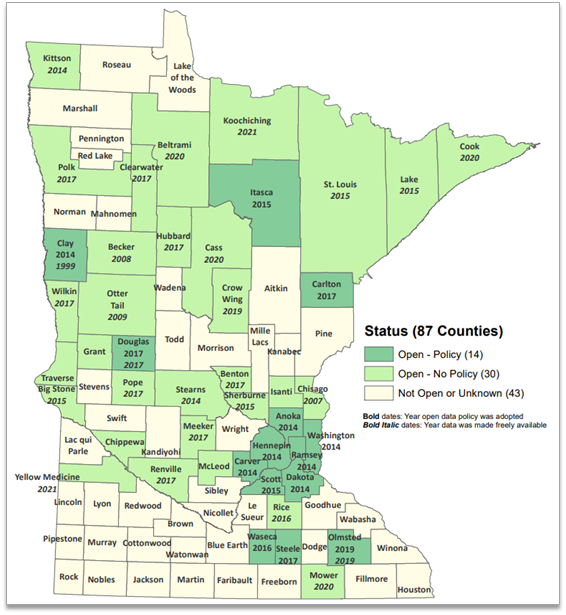 Kittson
2014
Roseau
Lake
of the
Woods
Marshall
Koochiching
2021
Pennington
Red Lake
Beltrami
2020
Cook
2020
Polk
2017
Clearwater
2017
Itasca
2015
St. Louis
2015
Lake
2015
Norman
Mahnomen
Hubbard
2017
Cass
2020
Clay
2014
1999
Becker
2008
Wadena
Crow
Wing
2019
Aitkin
Carlton
2017
Wilkin
2017
Otter
Tail
2009
Todd
Morrison
Mille
Lacs
Kanabec
Pine
Grant
Douglas
2017
2017
Traverse
Big Stone
2015
Stevens
Pope
2017
Stearns
2014
Benton
2017
Sherburne
2015
Isanti
Chisago
2007
Swift
Anoka
2014
Lac qui
Parle
Chippewa
Kandiyohi
Meeker
2017
Wright
Hennepin
2014
Ramsey
2014
Washington
2014
Yellow Medicine
2021
Renville
2017
McLeod
Carver
2014
Scott
2015
Dakota
2014
Sibley
Lincoln
Lyon
Redwood
Nicollet
Le
Sueur
Rice
2016
Goodhue
Wabasha
Brown
Pipestone
Murray
Cottonwood
Watonwan
Blue Earth
Waseca
2016
Steele
2017
Dodge
Olmsted
2019
2019
Winona
Rock
Nobles
Jackson
Martin
Faribault
Freeborn
Mower
2020
Fillmore
Houston
Status (87 Counties)
Open - Policy (14)
Open - No Policy (30)
Not Open or Unknown (43)
Bold dates: Year open data policy was adopted
Bold Italic dates: Year data was made freely available